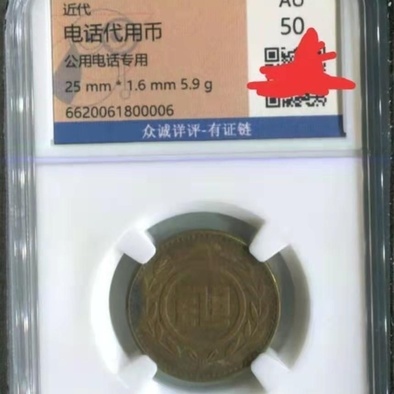 近代
AU
电话代用币
50
公用电话专用
25 mm * 1.6 mm 5.9 g
6620061800006
众诚评评-有证链